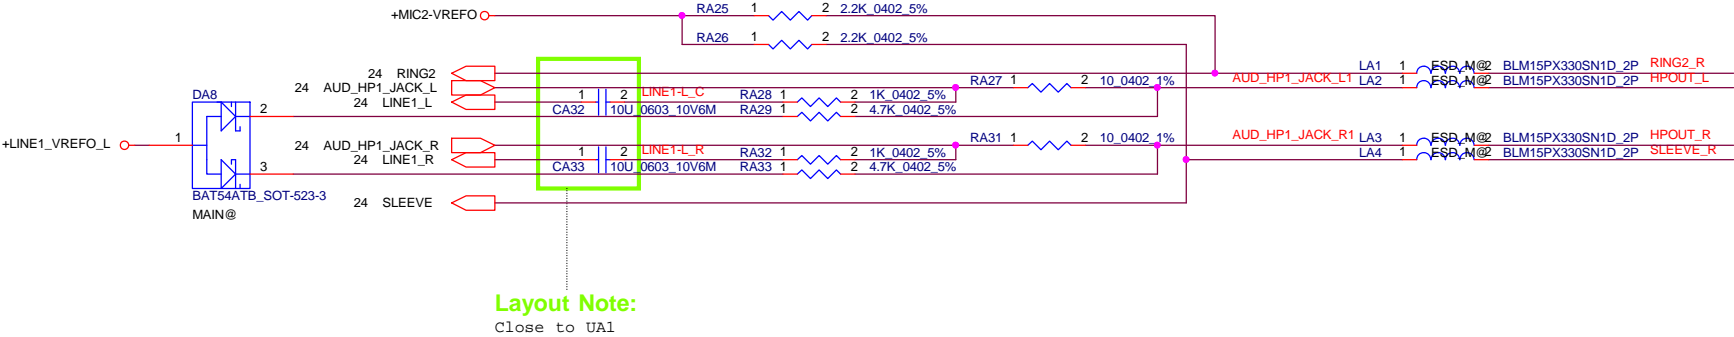 RA25 1 2 2.2K_0402_5%
+MIC2-VREFO
RA26 1 2 2.2K_0402_5%
24 RING2 LA1 1 ESD_M@ 2 BLM15PX330SN1D_2P RING2_R
24 AUD_HP1_JACK_L RA27 1 2 10_0402_1% AUD_HP1_JACK_L1 LA2 1 ESD_M@ 2 BLM15PX330SN1D_2P HPOUT_L
24 LINE1_L 1 2 LINE1-L_C RA28 1 2 1K_0402_5%
DA8 2 CA32 10U_0603_10V6M RA29 1 2 4.7K_0402_5%
+LINE1_VREFO_L 1
24 AUD_HP1_JACK_R RA31 1 2 10_0402_1% AUD_HP1_JACK_R1 LA3 1 ESD_M@ 2 BLM15PX330SN1D_2P HPOUT_R
24 LINE1_R 1 2 LINE1-L_R RA32 1 2 1K_0402_5% LA4 1 ESD_M@ 2 BLM15PX330SN1D_2P SLEEVE_R
3 CA33 10U_0603_10V6M RA33 1 2 4.7K_0402_5%
BAT54ATB_SOT-523-3
24 SLEEVE
MAIN@
Layout Note:
Close to UA1